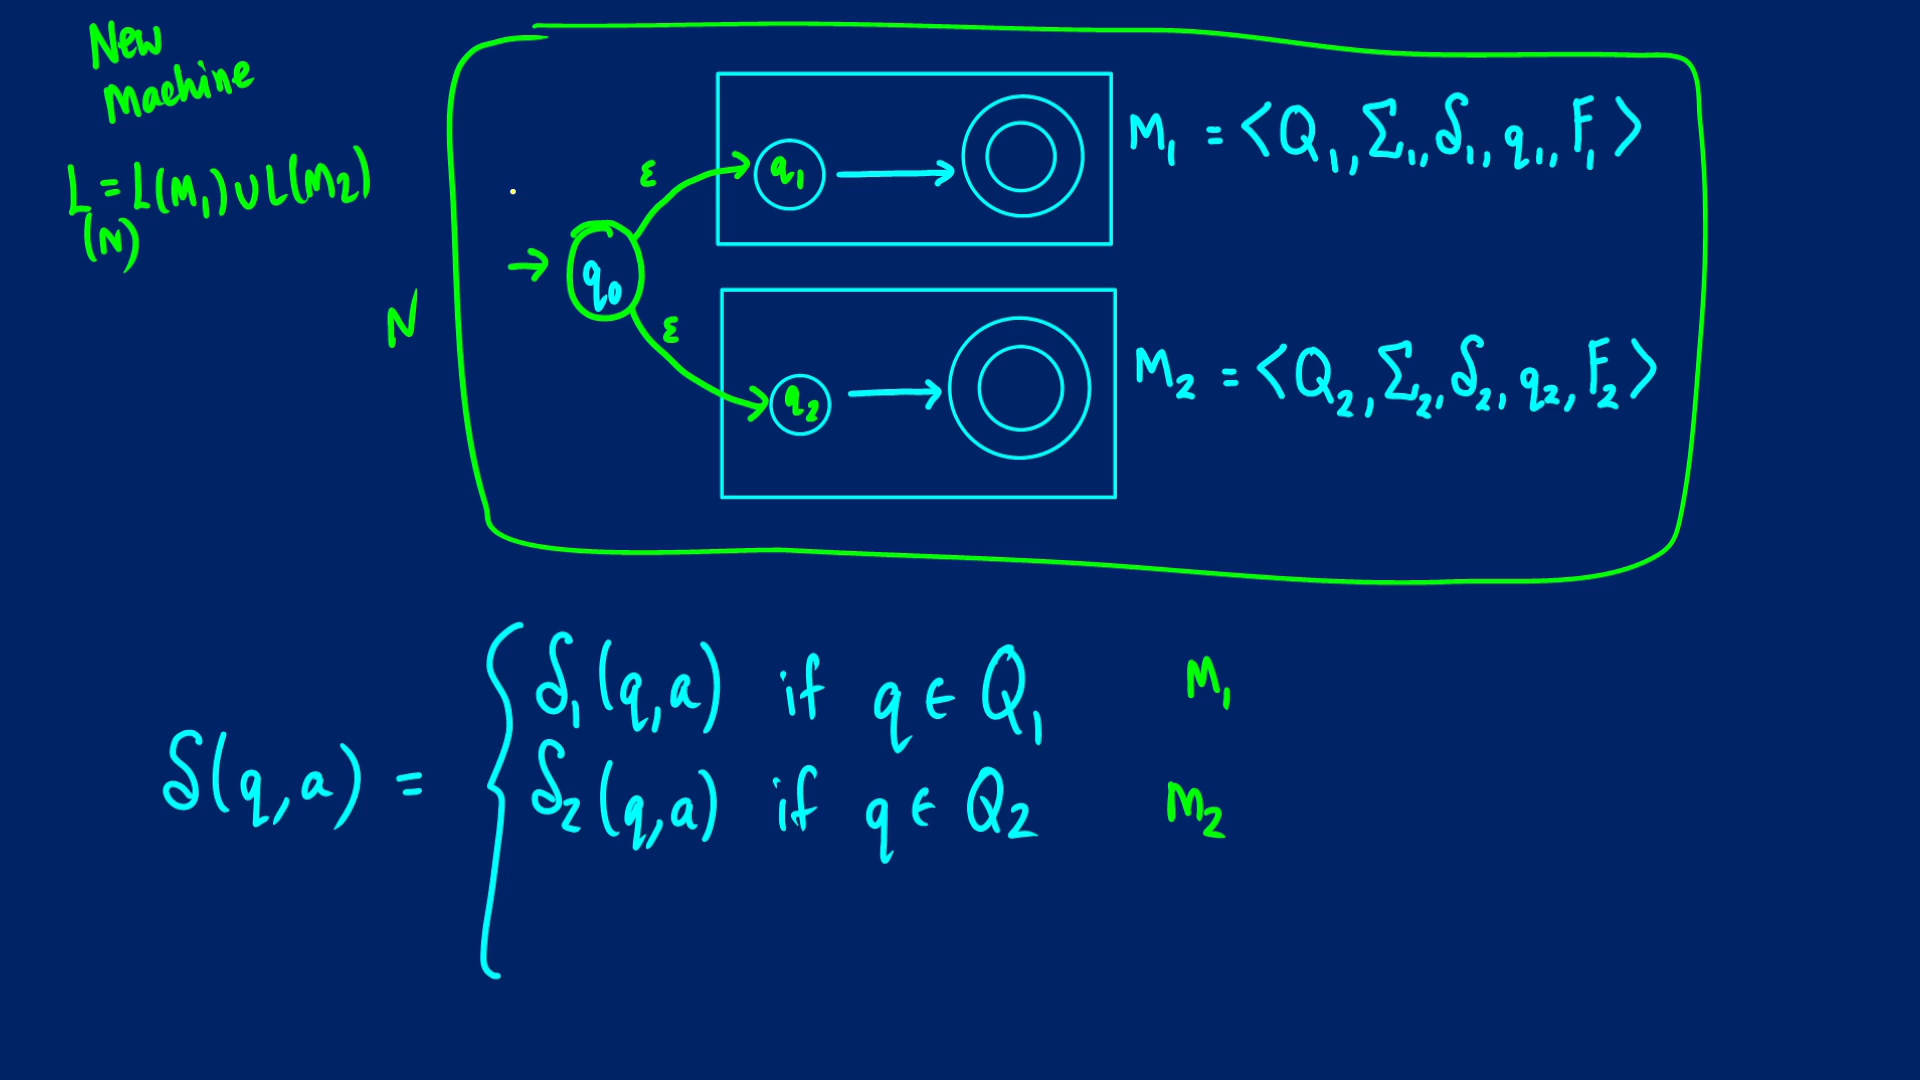 New
Machine
L = L(M₁) ∪ L(M₂)
(N)
N
ε
q₁
q₀
ε
q₂
M₁ = <Q₁, Σ₁, δ₁, q₁, F₁>
M₂ = <Q₂, Σ₂, δ₂, q₂, F₂>
δ₁(q,a) if q ∈ Q₁ M₁
δ(q,a) =
δ₂(q,a) if q ∈ Q₂ M₂